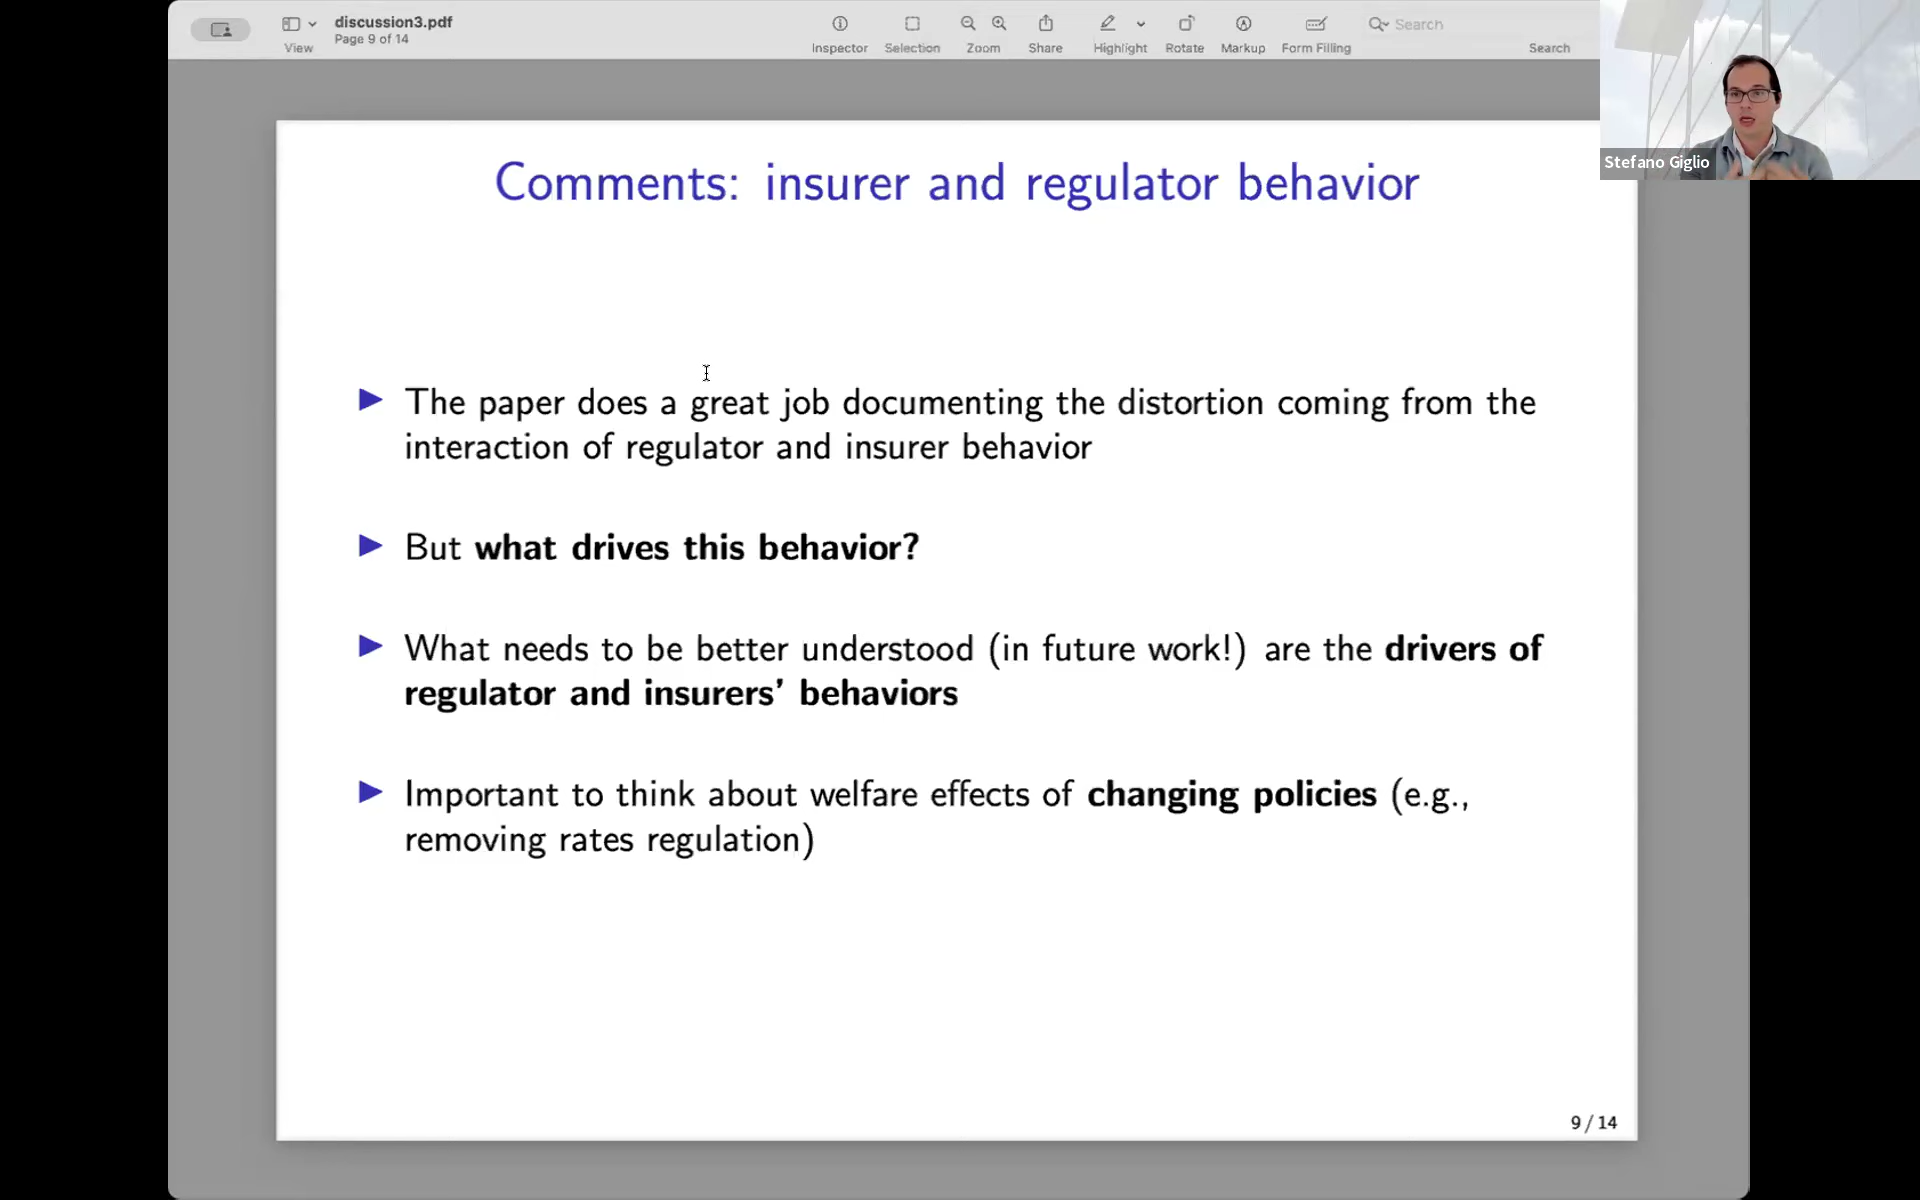 discussion3.pdf
Page 9 of 14
View
Inspector
Selection
Zoom
Share
Highlight
Rotate
Markup
Form Filling
Search
Search
Stefano Giglio
Comments: insurer and regulator behavior
The paper does a great job documenting the distortion coming from the
interaction of regulator and insurer behavior
But what drives this behavior?
What needs to be better understood (in future work!) are the drivers of
regulator and insurers' behaviors
Important to think about welfare effects of changing policies (e.g.,
removing rates regulation)
9 / 14